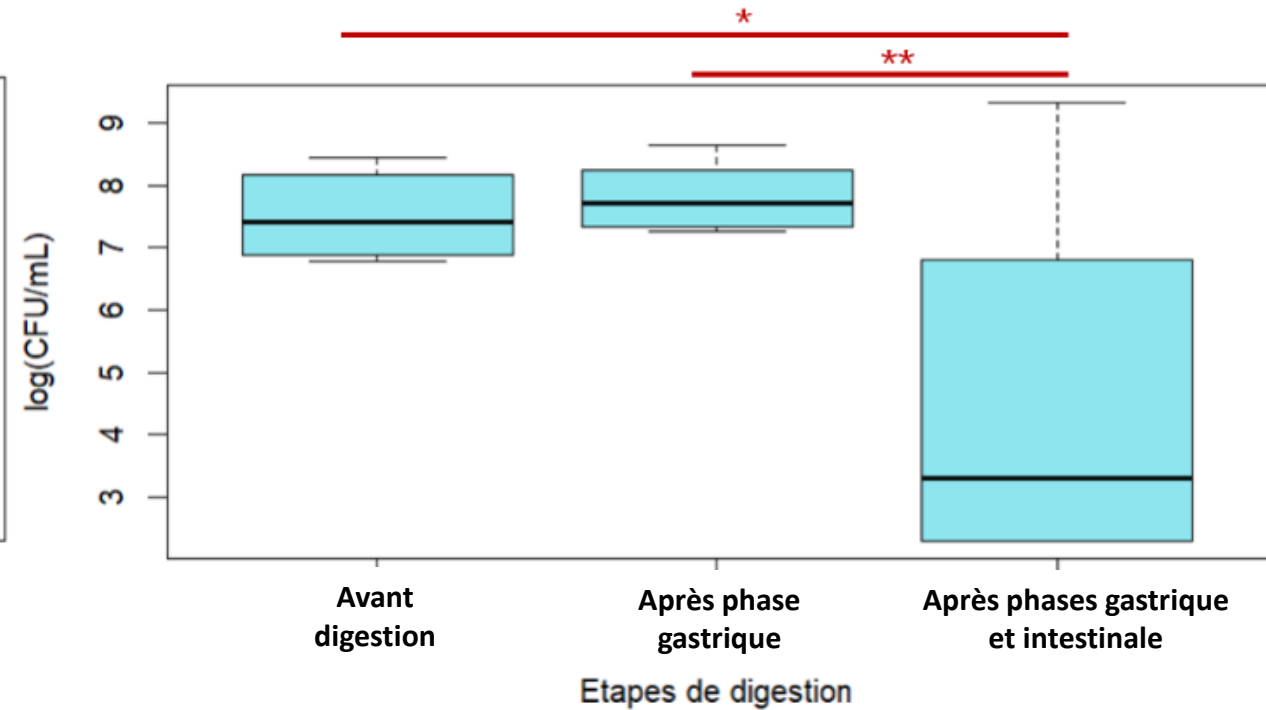 *
**
9
8
7
6
5
4
3
log(CFU/mL)
Avant
digestion
Après phase
gastrique
Après phases gastrique
et intestinale
Etapes de digestion